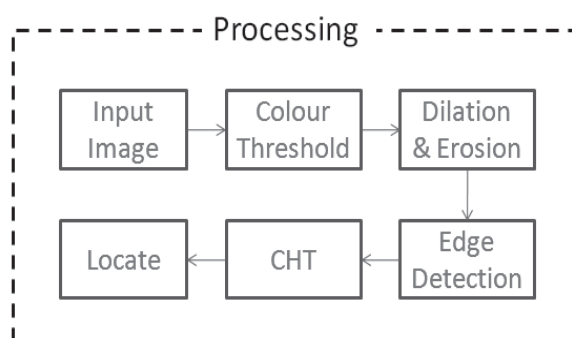 Processing
Input
Image
Colour
Threshold
Dilation
& Erosion
Edge
Detection
CHT
Locate